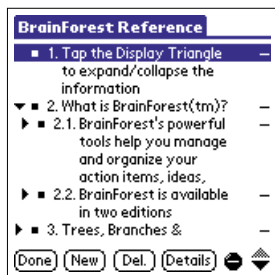 BrainForest Reference
1. Tap the Display Triangle –
to expand/collapse the
information
2. What is BrainForest(tm)? –
2.1. BrainForest's powerful –
tools help you manage
and organize your
action items, ideas,
2.2. BrainForest is available –
in two editions
3. Trees, Branches & –
Done New Del. Details